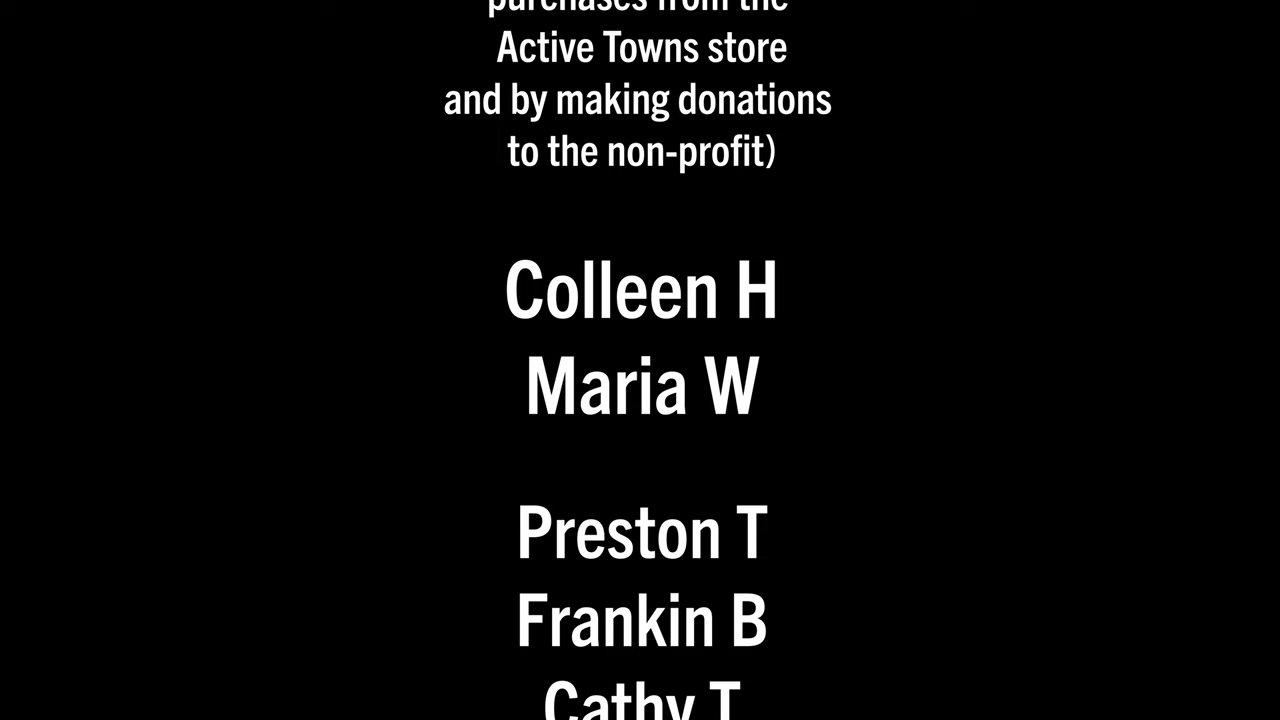 purchases from the
Active Towns store
and by making donations
to the non-profit)
Colleen H
Maria W
Preston T
Frankin B
Cathy T